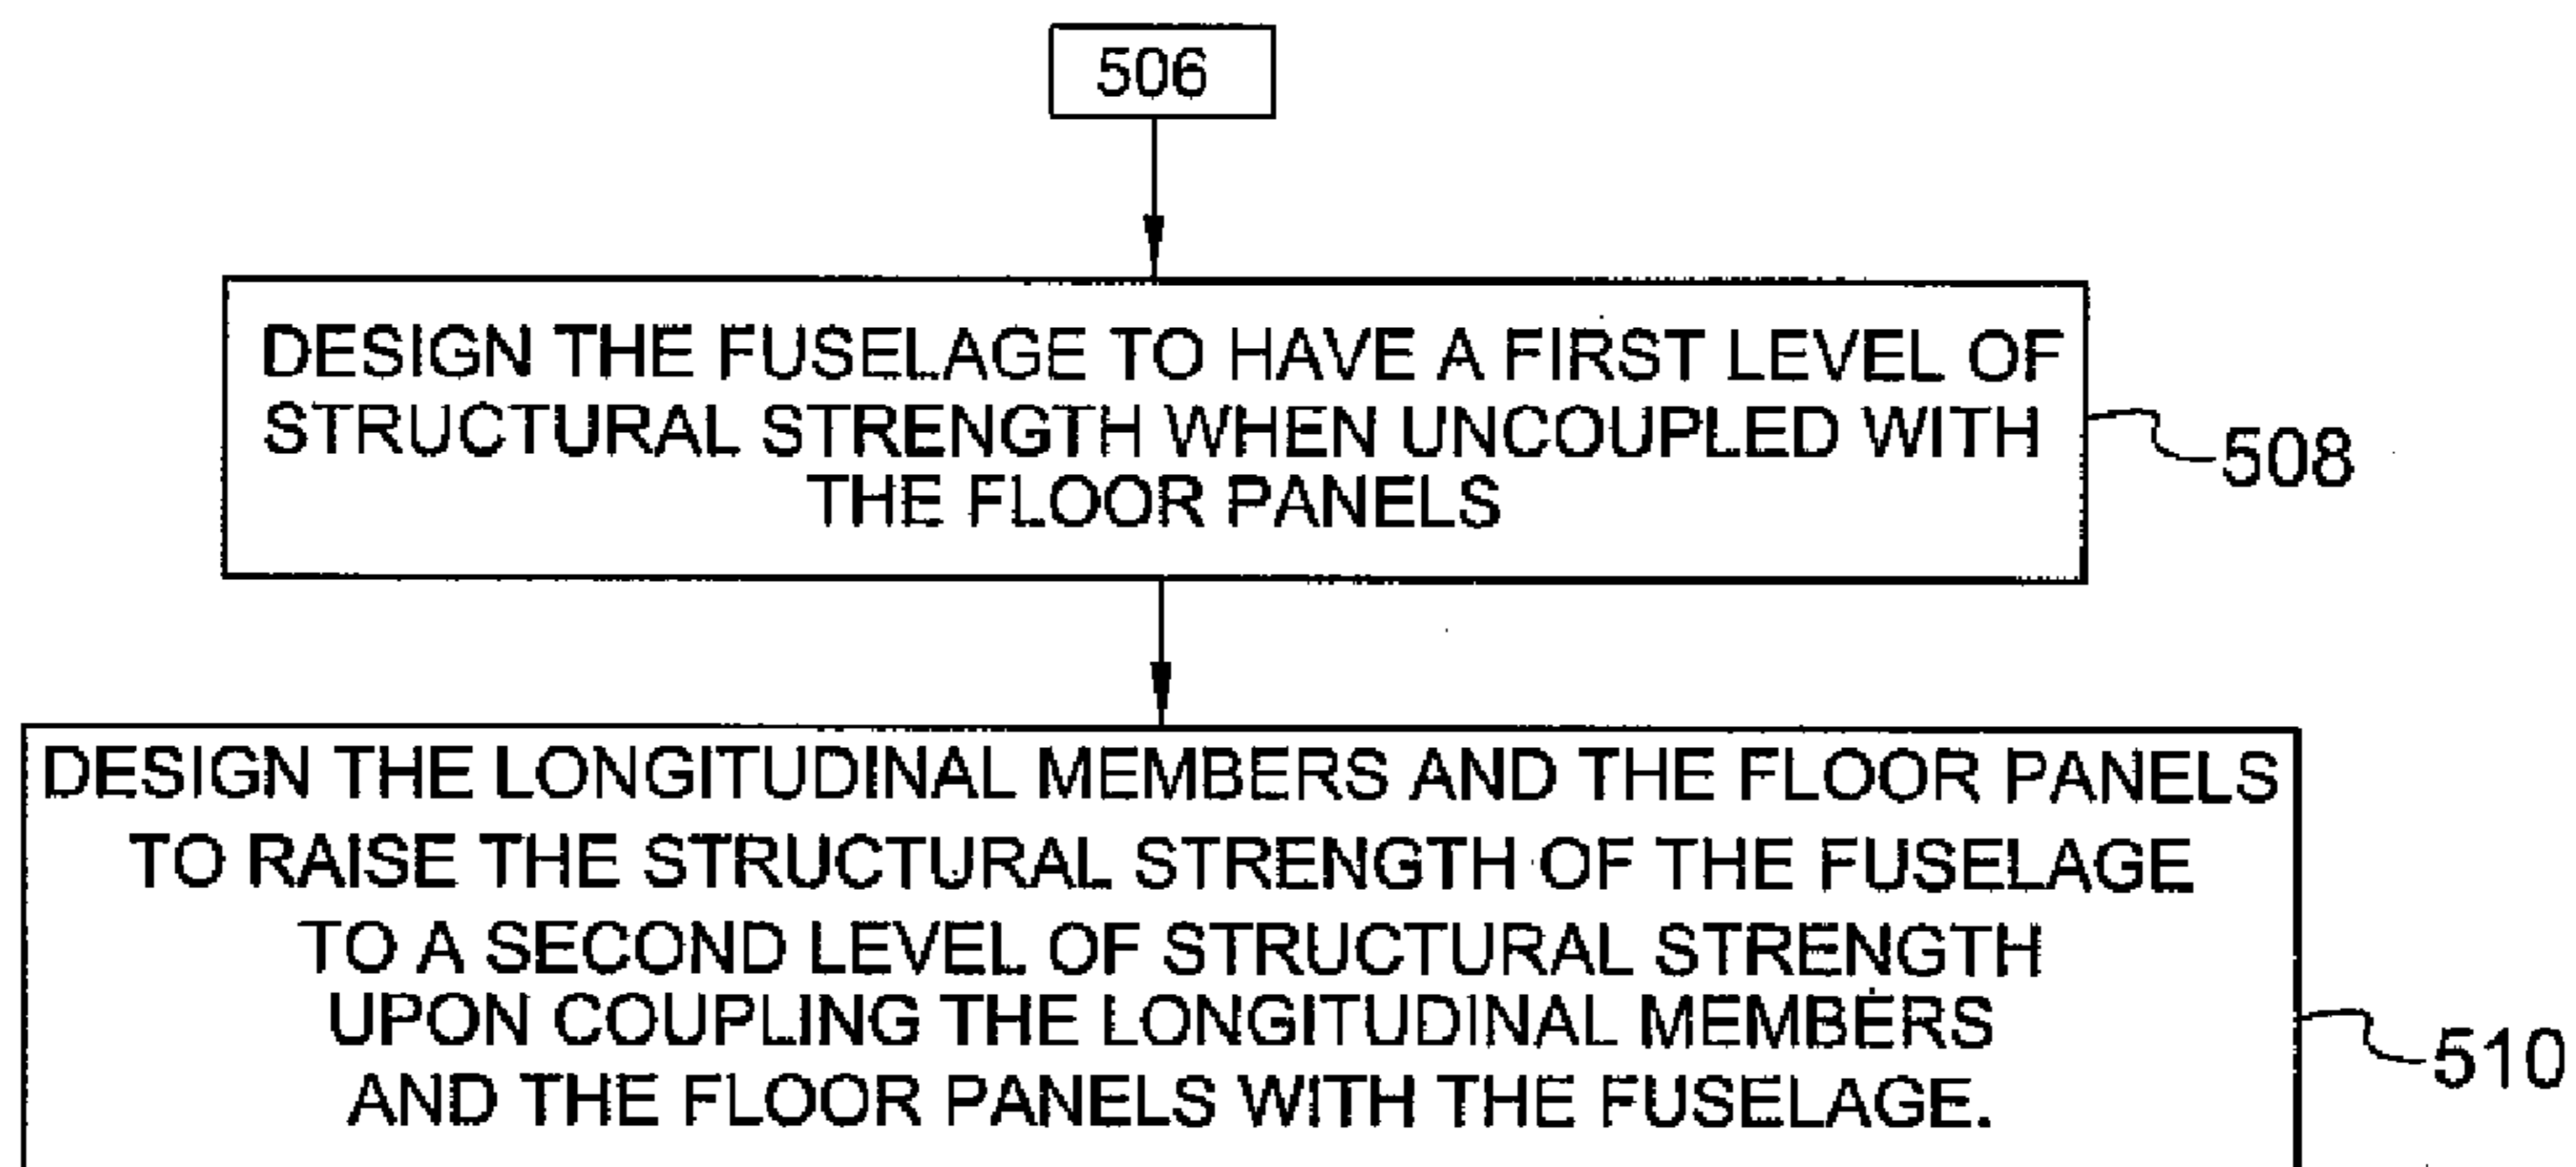 506
DESIGN THE FUSELAGE TO HAVE A FIRST LEVEL OF
STRUCTURAL STRENGTH WHEN UNCOUPLED WITH
THE FLOOR PANELS
508
DESIGN THE LONGITUDINAL MEMBERS AND THE FLOOR PANELS
TO RAISE THE STRUCTURAL STRENGTH OF THE FUSELAGE
TO A SECOND LEVEL OF STRUCTURAL STRENGTH
UPON COUPLING THE LONGITUDINAL MEMBERS
AND THE FLOOR PANELS WITH THE FUSELAGE.
510